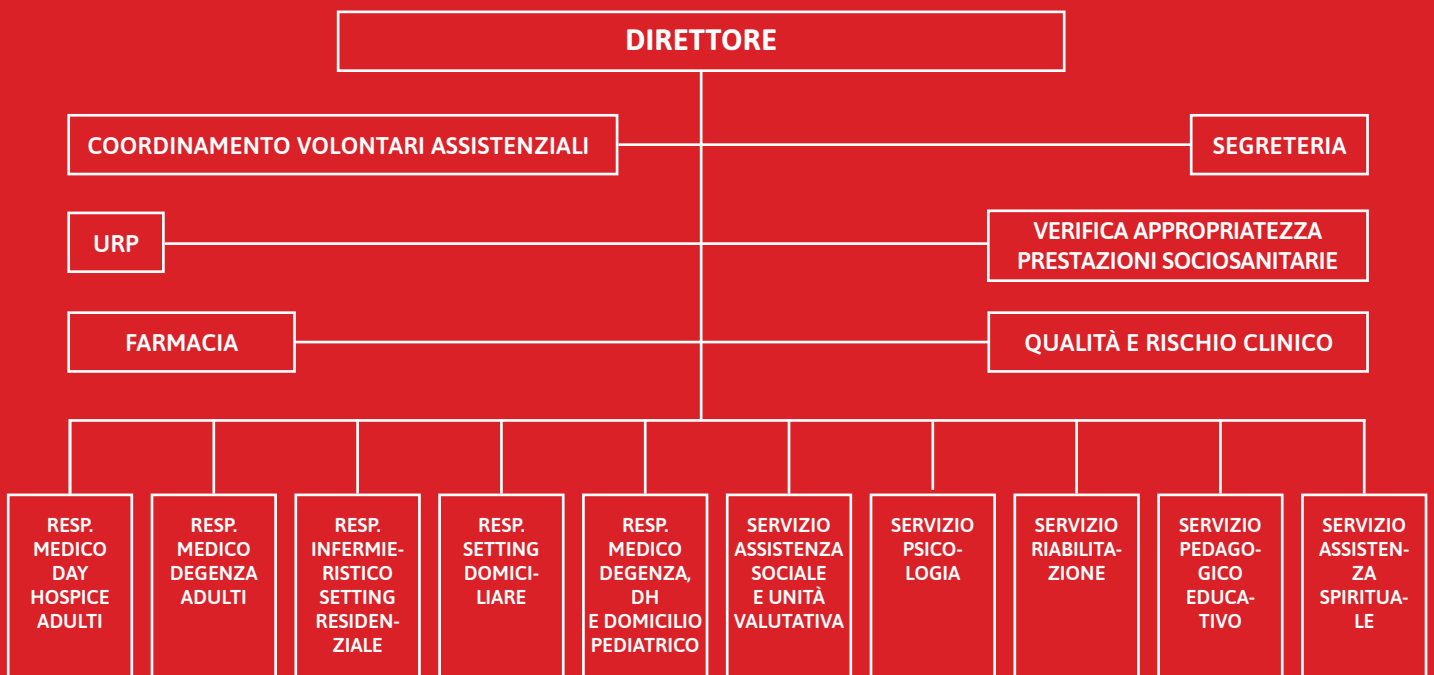 DIRETTORE
COORDINAMENTO VOLONTARI ASSISTENZIALI
SEGRETERIA
URP
VERIFICA APPROPRIATEZZA
PRESTAZIONI SOCIOSANITARIE
FARMACIA
QUALITÀ E RISCHIO CLINICO
RESP.
MEDICO
DAY
HOSPICE
ADULTI
RESP.
MEDICO
DEGENZA
ADULTI
RESP.
INFERMIE-
RISTICO
SETTING
RESIDEN-
ZIALE
RESP.
SETTING
DOMICI-
LIARE
RESP.
MEDICO
DEGENZA,
DH
E DOMICILIO
PEDIATRICO
SERVIZIO
ASSISTENZA
SOCIALE
E UNITÀ
VALUTATIVA
SERVIZIO
PSICO-
LOGIA
SERVIZIO
RIABILITA-
ZIONE
SERVIZIO
PEDAGO-
GICO
EDUCA-
TIVO
SERVIZIO
ASSISTEN-
ZA
SPIRITUA-
LE